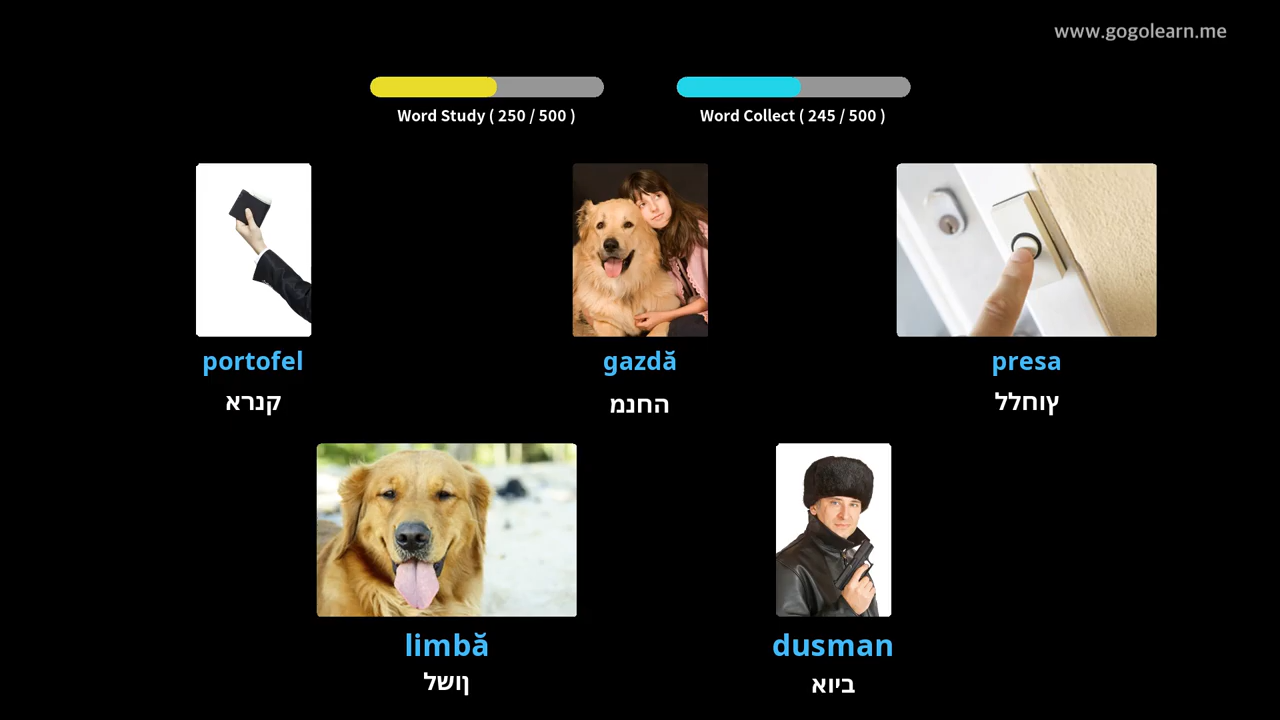 www.gogolearn.me
Word Study ( 250 / 500 )
Word Collect ( 245 / 500 )
portofel
קנרא
gazdă
החנמ
presa
ץוחלל
limbă
ןושל
dusman
ביוא